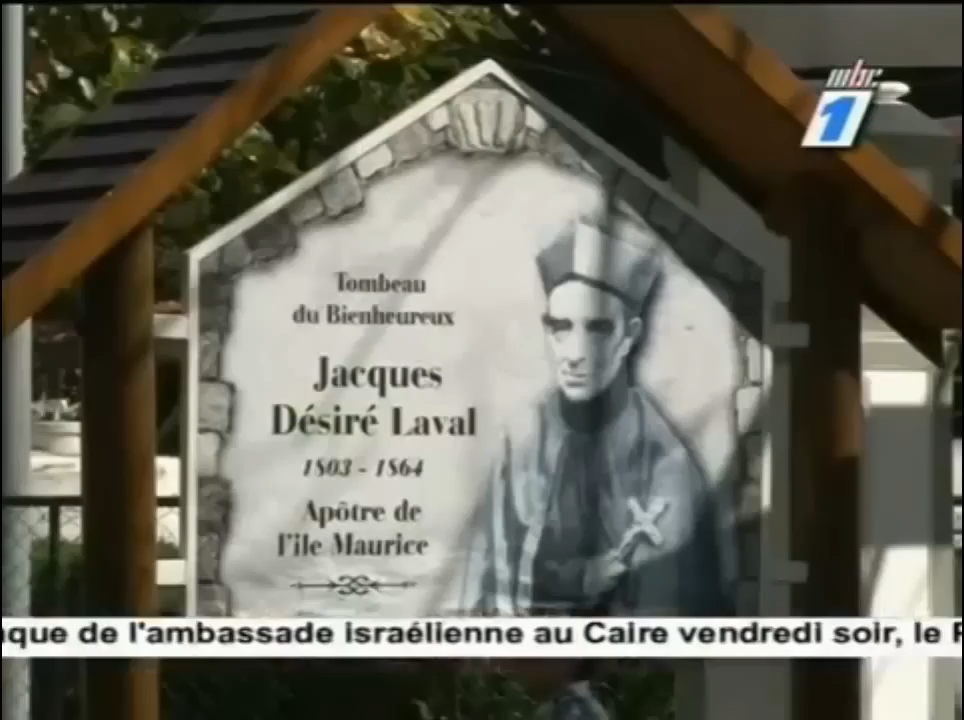 mbc
1
Tombeau
du Bienheureux
Jacques
Désiré Laval
1803 - 1864
Apôtre de
l'ile Maurice
que de l'ambassade israélienne au Caire vendredi soir, le